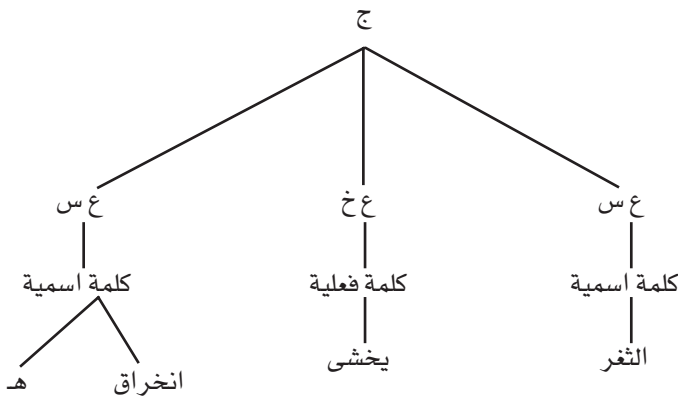 ج
ع س ع خ ع س
كلمة اسمية كلمة فعلية كلمة اسمية
الثغر يخشى انخراق هـ